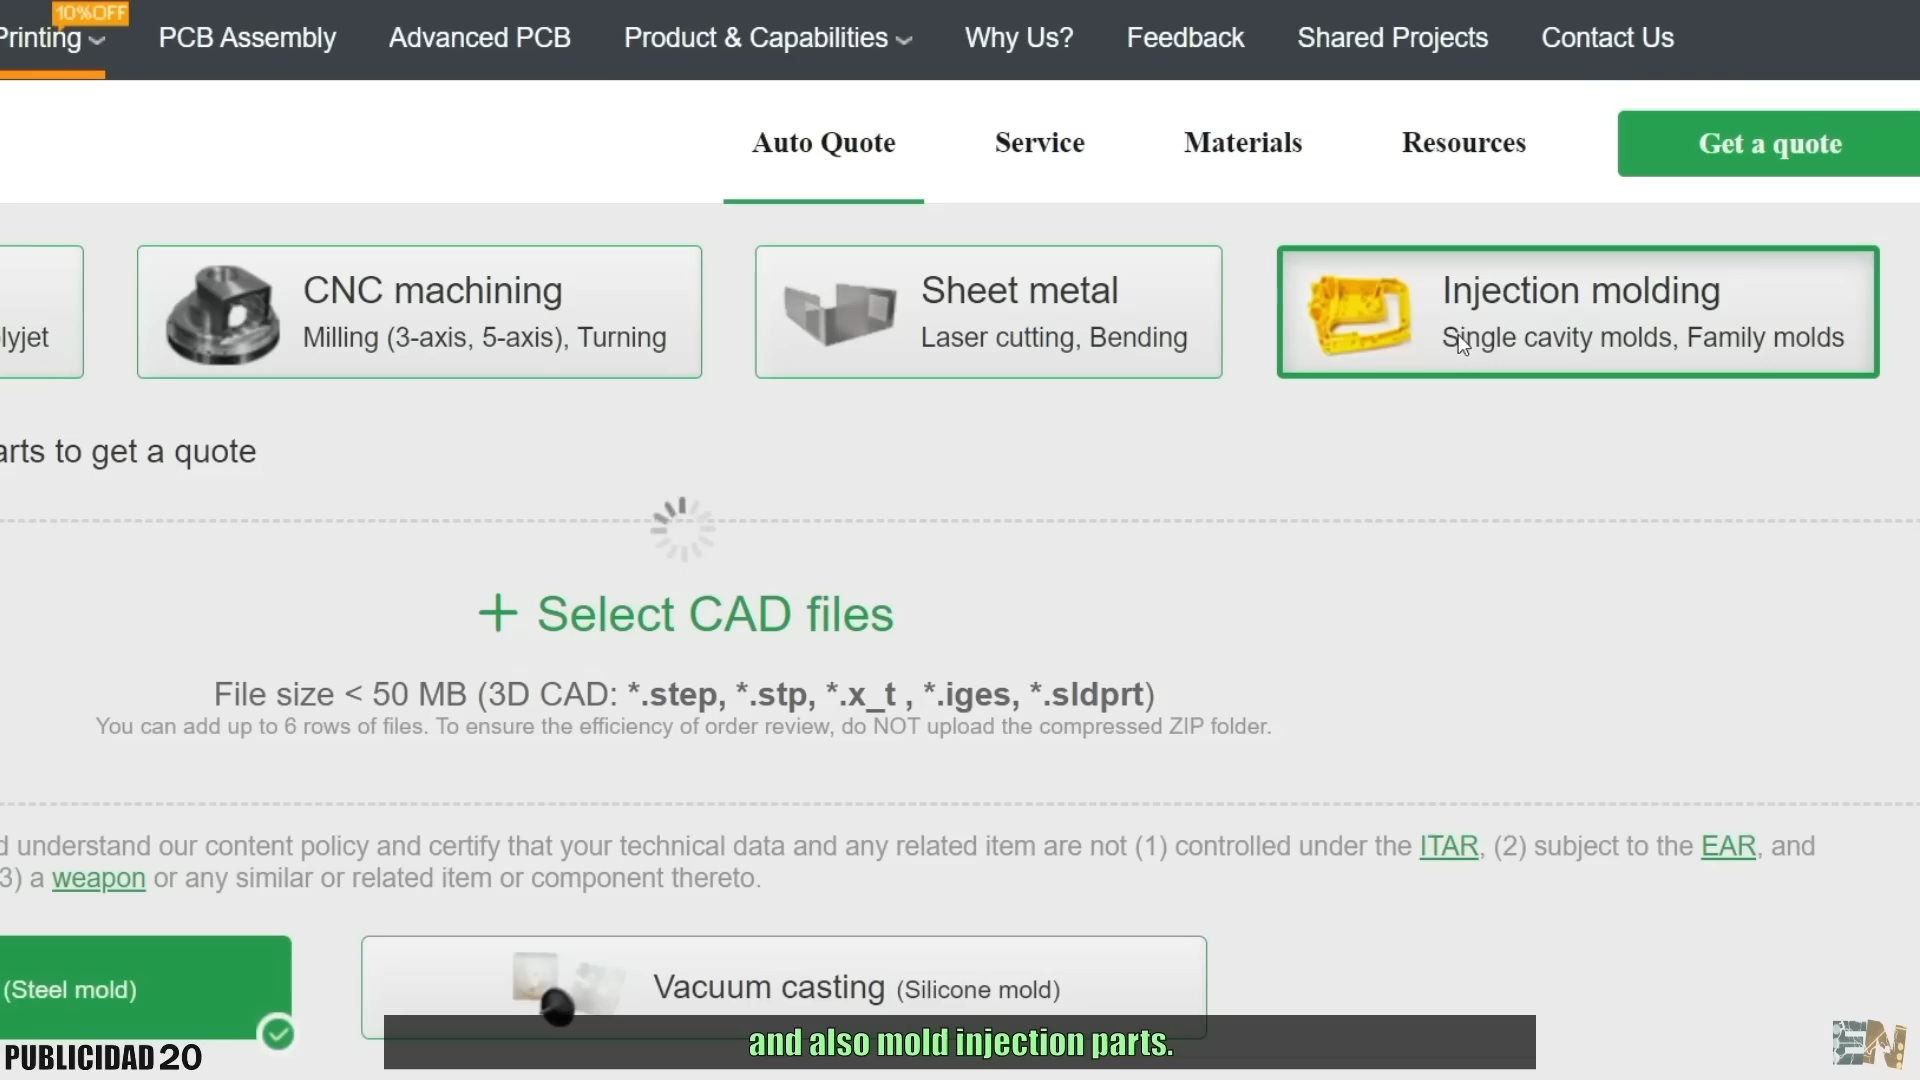 10%OFF
Printing PCB Assembly Advanced PCB Product & Capabilities Why Us? Feedback Shared Projects Contact Us
Auto Quote Service Materials Resources Get a quote
CNC machining Sheet metal Injection molding
lyjet Milling (3-axis, 5-axis), Turning Laser cutting, Bending Single cavity molds, Family molds
arts to get a quote
+ Select CAD files
File size < 50 MB (3D CAD: *.step, *.stp, *.x_t , *.iges, *.sldprt)
You can add up to 6 rows of files. To ensure the efficiency of order review, do NOT upload the compressed ZIP folder.
d understand our content policy and certify that your technical data and any related item are not (1) controlled under the ITAR, (2) subject to the EAR, and
3) a weapon or any similar or related item or component thereto.
(Steel mold) Vacuum casting (Silicone mold)
and also mold injection parts.
PUBLICIDAD 20
EN